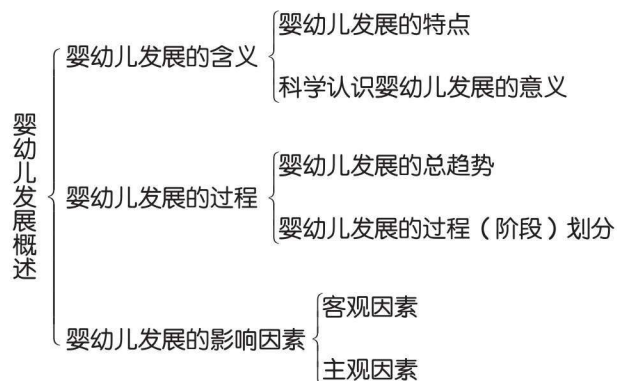 婴幼儿发展概述
婴幼儿发展的含义
婴幼儿发展的特点
科学认识婴幼儿发展的意义
婴幼儿发展的过程
婴幼儿发展的总趋势
婴幼儿发展的过程（阶段）划分
婴幼儿发展的影响因素
客观因素
主观因素